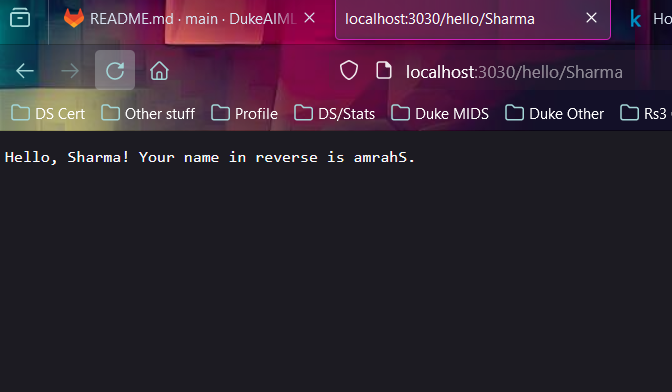 README.md · main · DukeAIML
localhost:3030/hello/Sharma
localhost:3030/hello/Sharma
DS Cert
Other stuff
Profile
DS/Stats
Duke MIDS
Duke Other
Rs3
Hello, Sharma! Your name in reverse is amrahS.